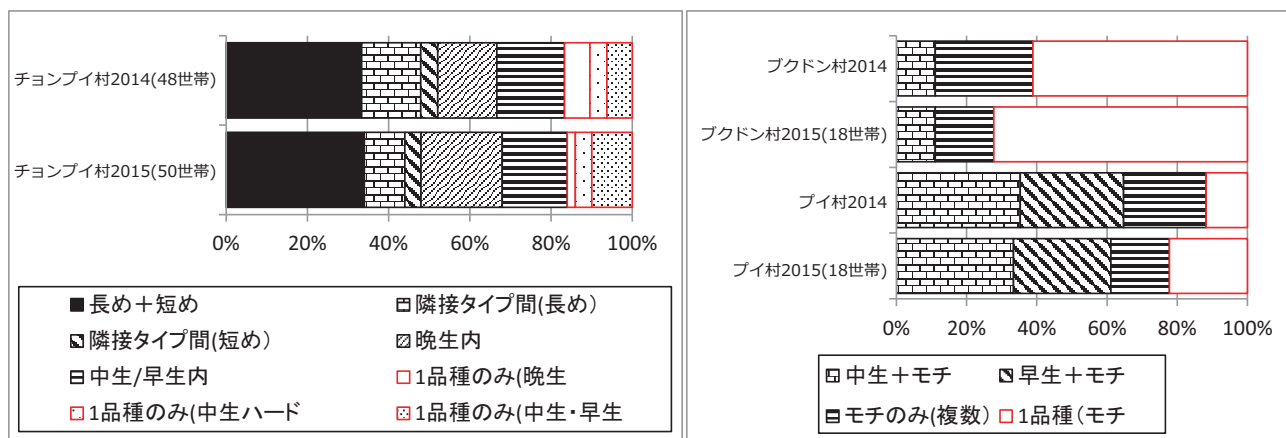 チョンプイ村2014(48世帯)
チョンプイ村2015(50世帯)
0% 20% 40% 60% 80% 100%
長め＋短め 隣接タイプ間(長め）
隣接タイプ間(短め） 晩生内
中生/早生内 1品種のみ(晩生
1品種のみ(中生ハード 1品種のみ(中生・早生
ブクドン村2014
ブクドン村2015(18世帯)
プイ村2014
プイ村2015(18世帯)
0% 20% 40% 60% 80% 100%
中生＋モチ 早生＋モチ
モチのみ(複数） 1品種（モチ